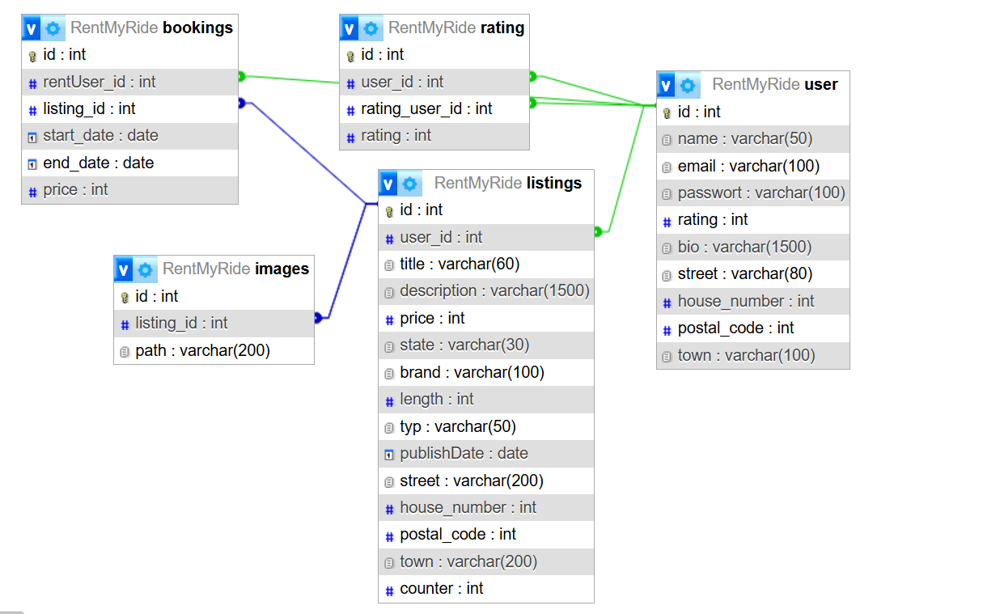 RentMyRide bookings
id : int
rentUser_id : int
listing_id : int
start_date : date
end_date : date
price : int
RentMyRide rating
id : int
user_id : int
rating_user_id : int
rating : int
RentMyRide user
id : int
name : varchar(50)
email : varchar(100)
passwort : varchar(100)
rating : int
bio : varchar(1500)
street : varchar(80)
house_number : int
postal_code : int
town : varchar(100)
RentMyRide images
id : int
listing_id : int
path : varchar(200)
RentMyRide listings
id : int
user_id : int
title : varchar(60)
description : varchar(1500)
price : int
state : varchar(30)
brand : varchar(100)
length : int
typ : varchar(50)
publishDate : date
street : varchar(200)
house_number : int
postal_code : int
town : varchar(200)
counter : int